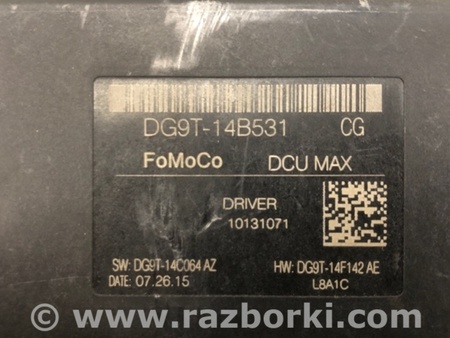 DG9T-14B531 CG
FoMoCo DCU MAX
DRIVER
10131071
SW: DG9T-14C064 AZ HW: DG9T-14F142 AE
DATE: 07.26.15 L8A1C
© www.razborki.com